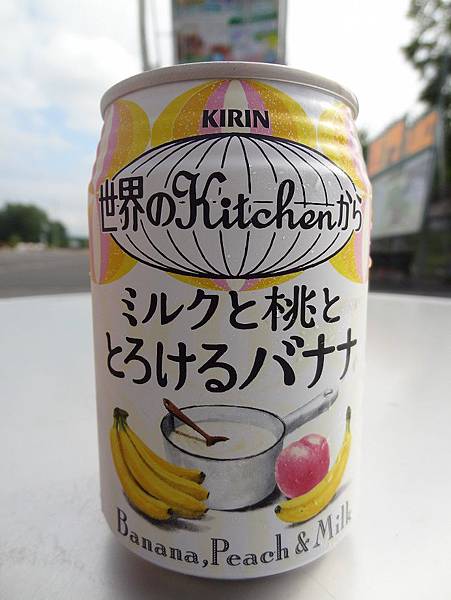 KIRIN
世界のKitchenから
ミルクと桃と
とろけるバナナ
Banana, Peach & Milk